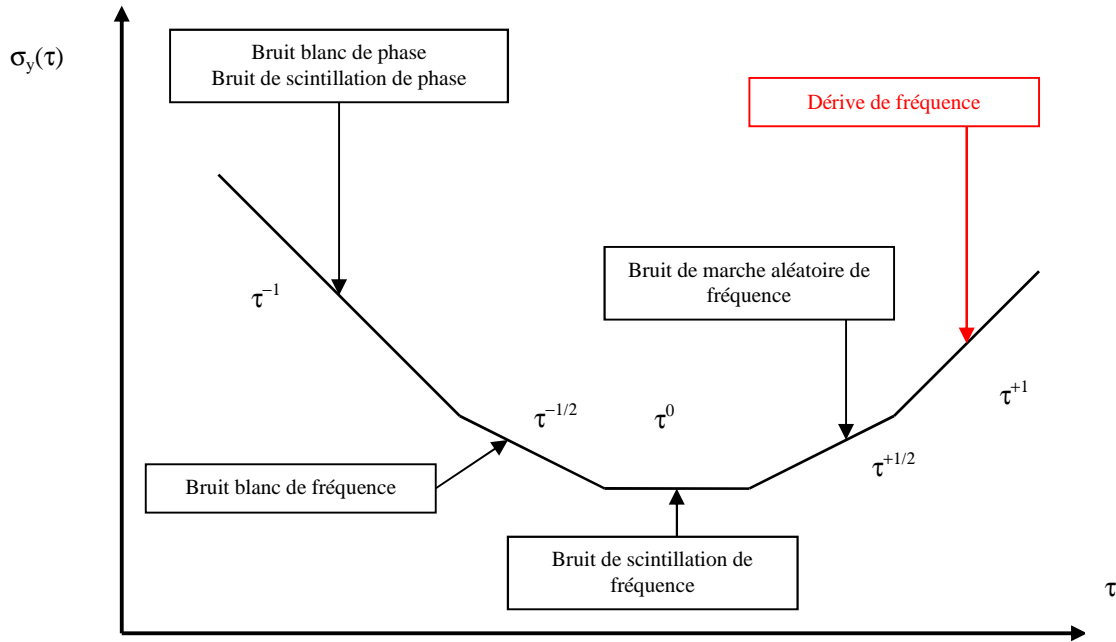 σy(τ)
Bruit blanc de phase
Bruit de scintillation de phase
Dérive de fréquence
Bruit de marche aléatoire de
fréquence
τ⁻¹
τ⁻¹/²
τ⁰
τ⁺¹
τ⁺¹/²
Bruit blanc de fréquence
Bruit de scintillation de
fréquence
τ